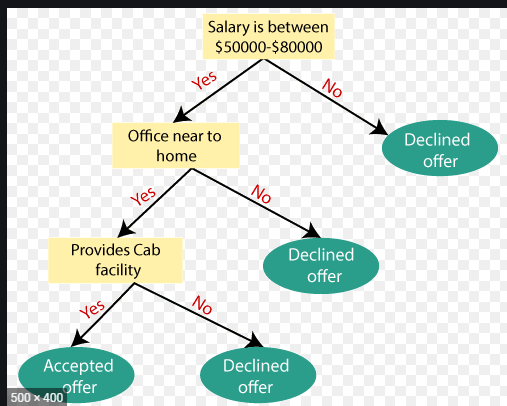 Salary is between
$50000-$80000
Yes
No
Declined
offer
Office near to
home
Yes
No
Declined
offer
Provides Cab
facility
Yes
No
Accepted
offer
Declined
offer
500 × 400